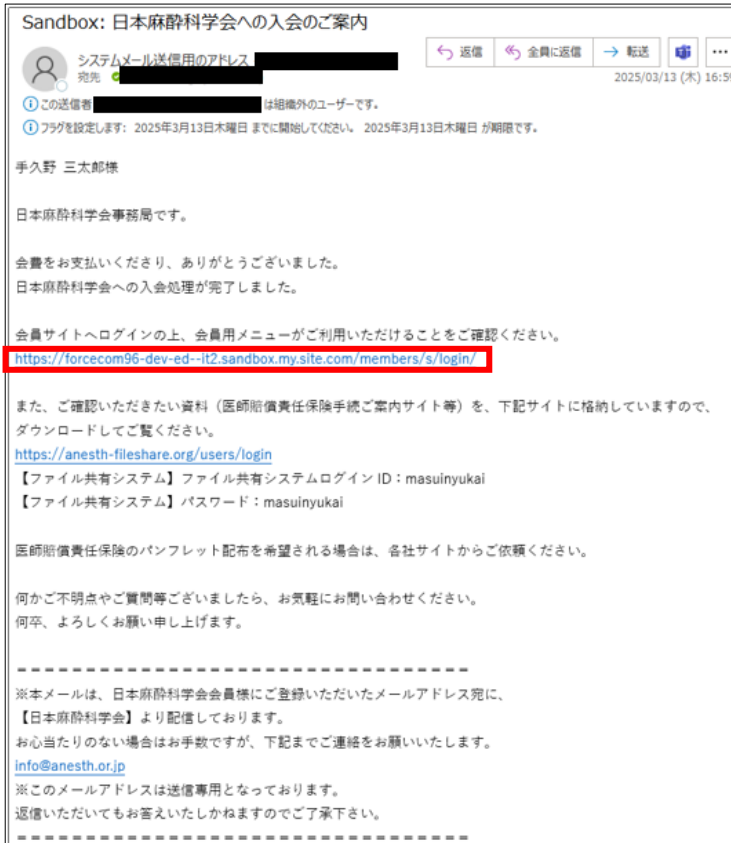 Sandbox: 日本麻酔科学会への入会のご案内
システムメール送信用のアドレス
宛先
返信
全員に返信
転送
2025/03/13 (木) 16:59
この送信者 は組織外のユーザーです。
フラグを設定します: 2025年3月13日木曜日 までに開始してください。 2025年3月13日木曜日 が期限です。
手久野 三太郎様
日本麻酔科学会事務局です。
会費をお支払いくださり、ありがとうございました。
日本麻酔科学会への入会処理が完了しました。
会員サイトへログインの上、会員用メニューがご利用いただけることをご確認ください。
https://forcecom96-dev-ed--it2.sandbox.my.site.com/members/s/login/
また、ご確認いただきたい資料（医師賠償責任保険手続ご案内サイト等）を、下記サイトに格納していますので、
ダウンロードしてご覧ください。
https://anesth-fileshare.org/users/login
【ファイル共有システム】ファイル共有システムログイン ID：masuinyukai
【ファイル共有システム】パスワード：masuinyukai
医師賠償責任保険のパンフレット配布を希望される場合は、各社サイトからご依頼ください。
何かご不明点やご質問等ございましたら、お気軽にお問い合わせください。
何卒、よろしくお願い申し上げます。
＝＝＝＝＝＝＝＝＝＝＝＝＝＝＝＝＝＝＝＝＝＝＝＝＝＝＝＝＝＝＝＝＝
※本メールは、日本麻酔科学会会員様にご登録いただいたメールアドレス宛に、
【日本麻酔科学会】より配信しております。
お心当たりのない場合はお手数ですが、下記までご連絡をお願いいたします。
info@anesth.or.jp
※このメールアドレスは送信専用となっております。
返信いただいてもお答えいたしかねますのでご了承下さい。
＝＝＝＝＝＝＝＝＝＝＝＝＝＝＝＝＝＝＝＝＝＝＝＝＝＝＝＝＝＝＝＝＝